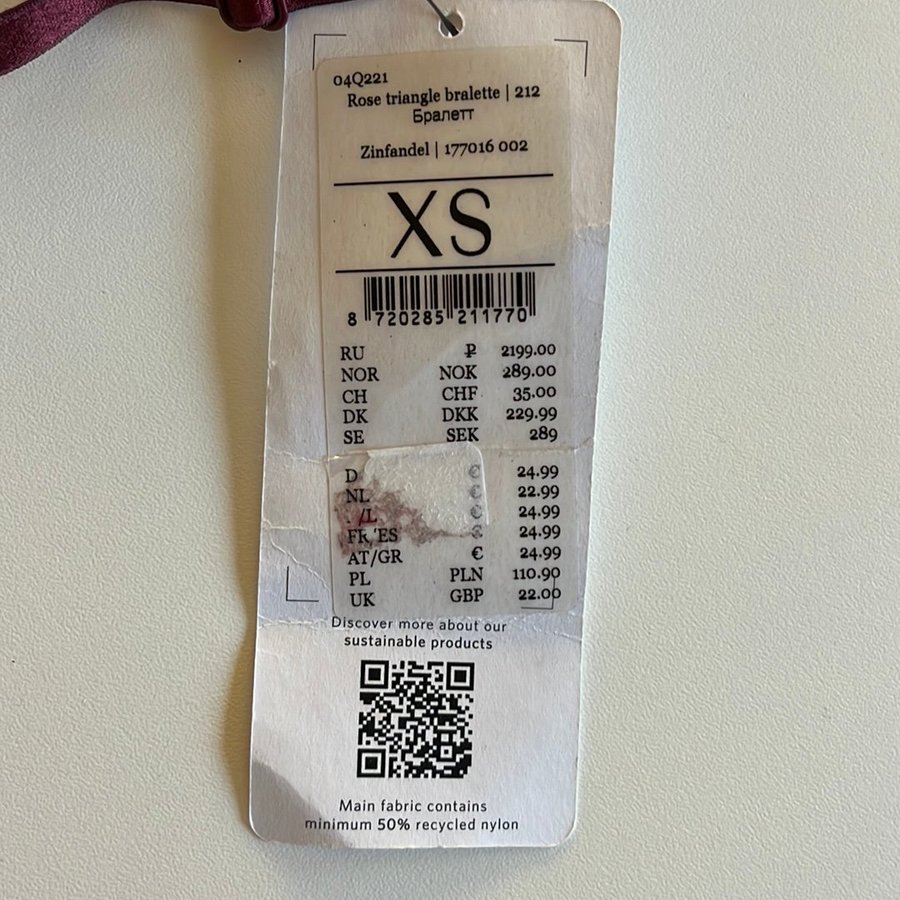 04Q221
Rose triangle bralette | 212
Бралетт
Zinfandel | 177016 002
XS
8 720285 211770
RU ₽ 2199.00
NOR NOK 289.00
CH CHF 35.00
DK DKK 229.99
SE SEK 289
D € 24.99
NL € 22.99
/L € 24.99
FR/ES € 24.99
AT/GR € 24.99
PL PLN 110.90
UK GBP 22.00
Discover more about our
sustainable products
Main fabric contains
minimum 50% recycled nylon